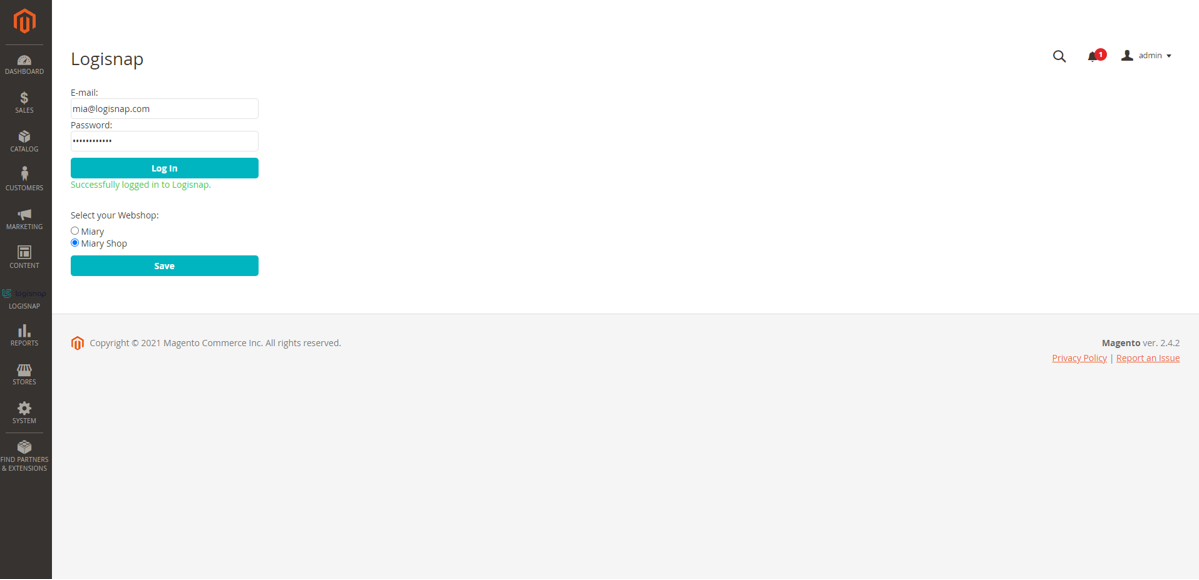 Logisnap
1
admin
E-mail:
mia@logisnap.com
Password:
••••••••••••
Log In
Successfully logged in to Logisnap.
Select your Webshop:
Miary
Miary Shop
Save
DASHBOARD
$
SALES
CATALOG
CUSTOMERS
MARKETING
CONTENT
logisnap
LOGISNAP
REPORTS
STORES
SYSTEM
FIND PARTNERS
& EXTENSIONS
Copyright © 2021 Magento Commerce Inc. All rights reserved.
Magento ver. 2.4.2
Privacy Policy | Report an Issue